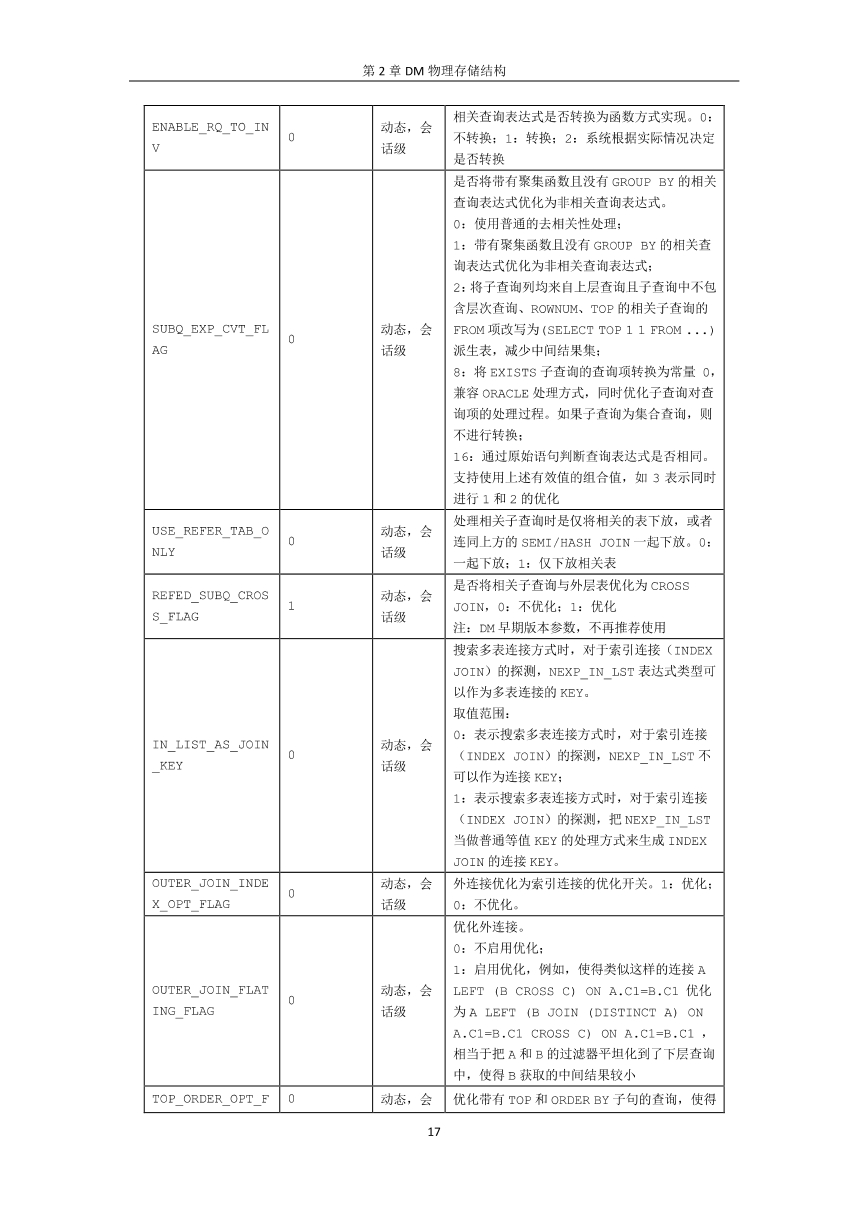 第 2 章 DM 物理存储结构
ENABLE_RQ_TO_IN
V
0
动态，会
话级
相关查询表达式是否转换为函数方式实现。0：
不转换；1：转换；2：系统根据实际情况决定
是否转换
SUBQ_EXP_CVT_FL
AG
0
动态，会
话级
是否将带有聚集函数且没有 GROUP BY 的相关
查询表达式优化为非相关查询表达式。
0：使用普通的去相关性处理；
1：带有聚集函数且没有 GROUP BY 的相关查
询表达式优化为非相关查询表达式；
2：将子查询列均来自上层查询且子查询中不包
含层次查询、ROWNUM、TOP 的相关子查询的
FROM 项改写为(SELECT TOP 1 1 FROM ...)
派生表，减少中间结果集；
8：将 EXISTS 子查询的查询项转换为常量 0，
兼容 ORACLE 处理方式，同时优化子查询对查
询项的处理过程。如果子查询为集合查询，则
不进行转换；
16：通过原始语句判断查询表达式是否相同。
支持使用上述有效值的组合值，如 3 表示同时
进行 1 和 2 的优化
USE_REFER_TAB_O
NLY
0
动态，会
话级
处理相关子查询时是仅将相关的表下放，或者
连同上方的 SEMI/HASH JOIN 一起下放。0：
一起下放；1：仅下放相关表
REFED_SUBQ_CROS
S_FLAG
1
动态，会
话级
是否将相关子查询与外层表优化为 CROSS
JOIN，0：不优化；1：优化
注：DM 早期版本参数，不再推荐使用
IN_LIST_AS_JOIN
_KEY
0
动态，会
话级
搜索多表连接方式时，对于索引连接（INDEX
JOIN）的探测，NEXP_IN_LST 表达式类型可
以作为多表连接的 KEY。
取值范围：
0：表示搜索多表连接方式时，对于索引连接
（INDEX JOIN）的探测，NEXP_IN_LST 不
可以作为连接 KEY；
1：表示搜索多表连接方式时，对于索引连接
（INDEX JOIN）的探测，把 NEXP_IN_LST
当做普通等值 KEY 的处理方式来生成 INDEX
JOIN 的连接 KEY。
OUTER_JOIN_INDE
X_OPT_FLAG
0
动态，会
话级
外连接优化为索引连接的优化开关。1：优化；
0：不优化。
OUTER_JOIN_FLAT
ING_FLAG
0
动态，会
话级
优化外连接。
0：不启用优化；
1：启用优化，例如，使得类似这样的连接 A
LEFT (B CROSS C) ON A.C1=B.C1 优化
为 A LEFT (B JOIN (DISTINCT A) ON
A.C1=B.C1 CROSS C) ON A.C1=B.C1 ，
相当于把 A 和 B 的过滤器平坦化到了下层查询
中，使得 B 获取的中间结果较小
TOP_ORDER_OPT_F
0
动态，会
优化带有 TOP 和 ORDER BY 子句的查询，使得
17